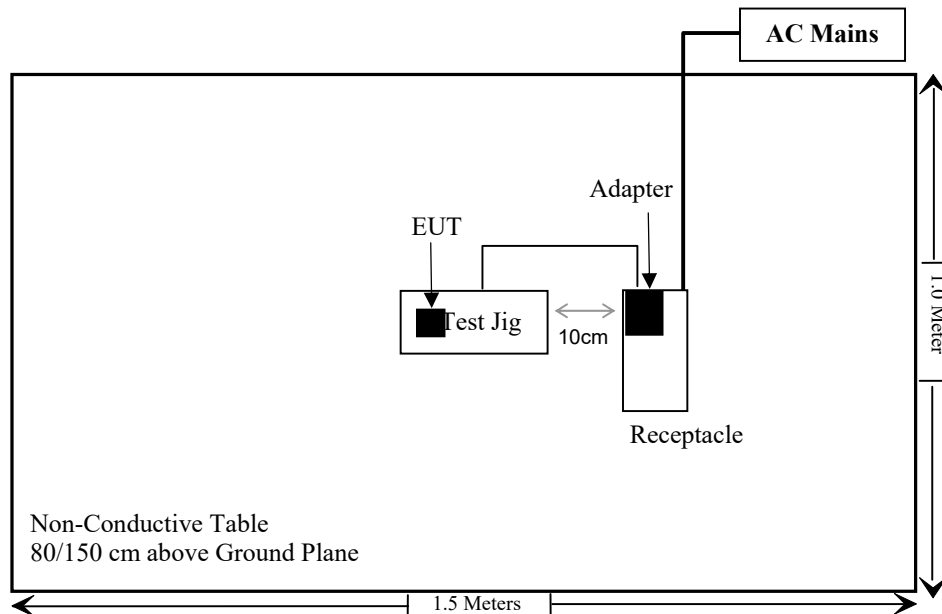 AC Mains
Adapter
EUT
Test Jig
10cm
1.0 Meter
Receptacle
Non-Conductive Table
80/150 cm above Ground Plane
1.5 Meters